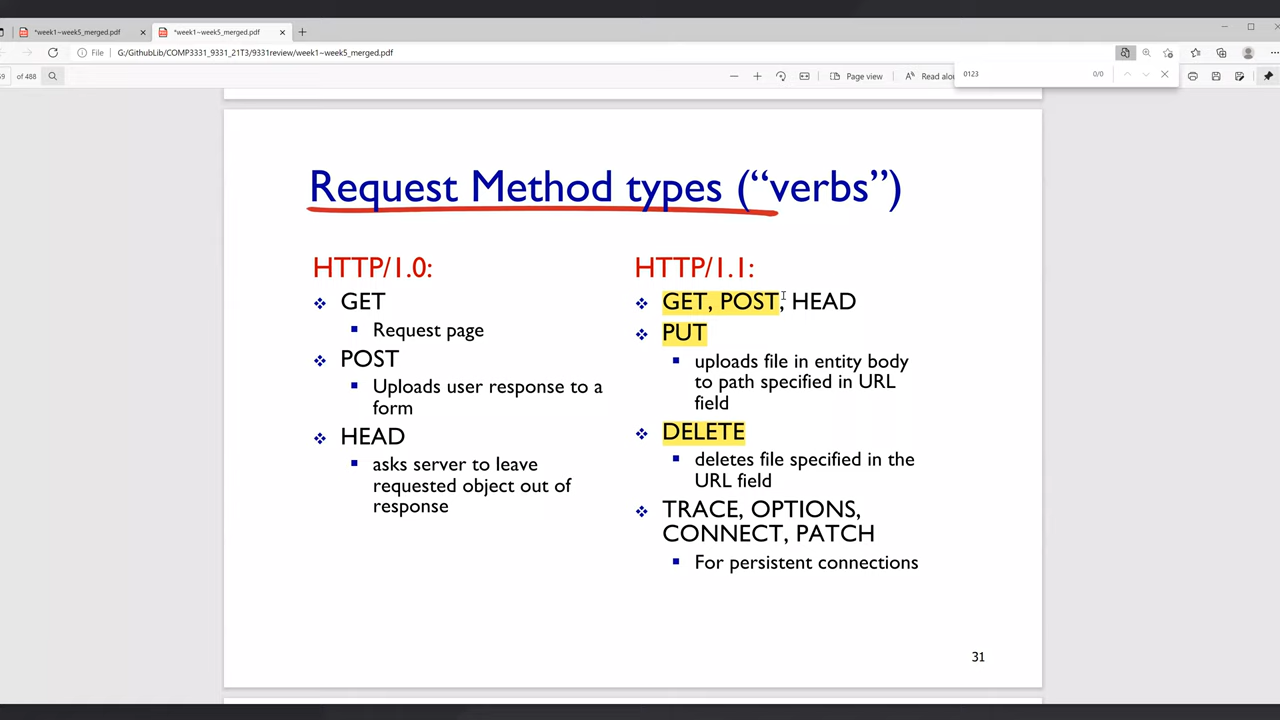 *week1~week5_merged.pdf
*week1~week5_merged.pdf
File
G:/GithubLib/COMP3331_9331_21T3/9331review/week1~week5_merged.pdf
of 488
Page view
Read
0123
0/0
Request Method types (“verbs”)
HTTP/1.0:
GET
Request page
POST
Uploads user response to a
form
HEAD
asks server to leave
requested object out of
response
HTTP/1.1:
GET, POST, HEAD
PUT
uploads file in entity body
to path specified in URL
field
DELETE
deletes file specified in the
URL field
TRACE, OPTIONS,
CONNECT, PATCH
For persistent connections
31